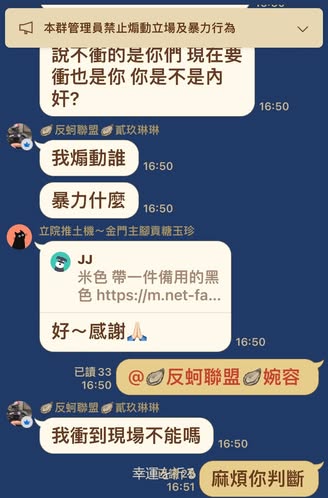 本群管理員禁止煽動立場及暴力行為
說不衝的是你們 現在要
衝也是你 你是不是內
奸?
16:50
🦪反蚵聯盟🦪貳玖琳琳
我煽動誰
16:50
暴力什麼
16:50
立院推土機～金門主腳貢糖玉珍
JJ
米色 帶一件備用的黑
色 https://m.net-fa...
好～感謝🙏🏻
16:50
已讀 33
16:50
@🦪反蚵聯盟🦪婉容
🦪反蚵聯盟🦪貳玖琳琳
我衝到現場不能嗎
16:50
幸運を祈る
16:51
麻煩你判斷